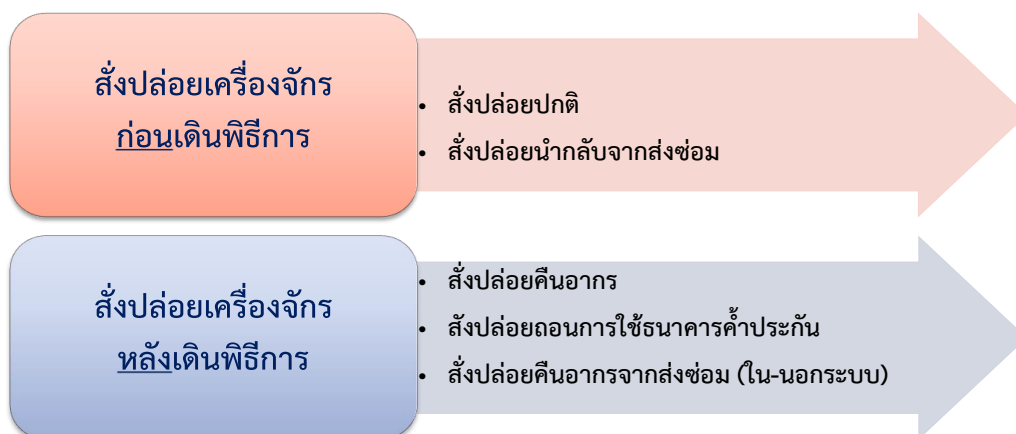 สั่งปล่อยเครื่องจักร
ก่อนเดินพิธีการ
• สั่งปล่อยปกติ
• สั่งปล่อยนำกลับจากส่งซ่อม
สั่งปล่อยเครื่องจักร
หลังเดินพิธีการ
• สั่งปล่อยคืนอากร
• สังปล่อยถอนการใช้ธนาคารค้ำประกัน
• สั่งปล่อยคืนอากรจากส่งซ่อม (ใน-นอกระบบ)